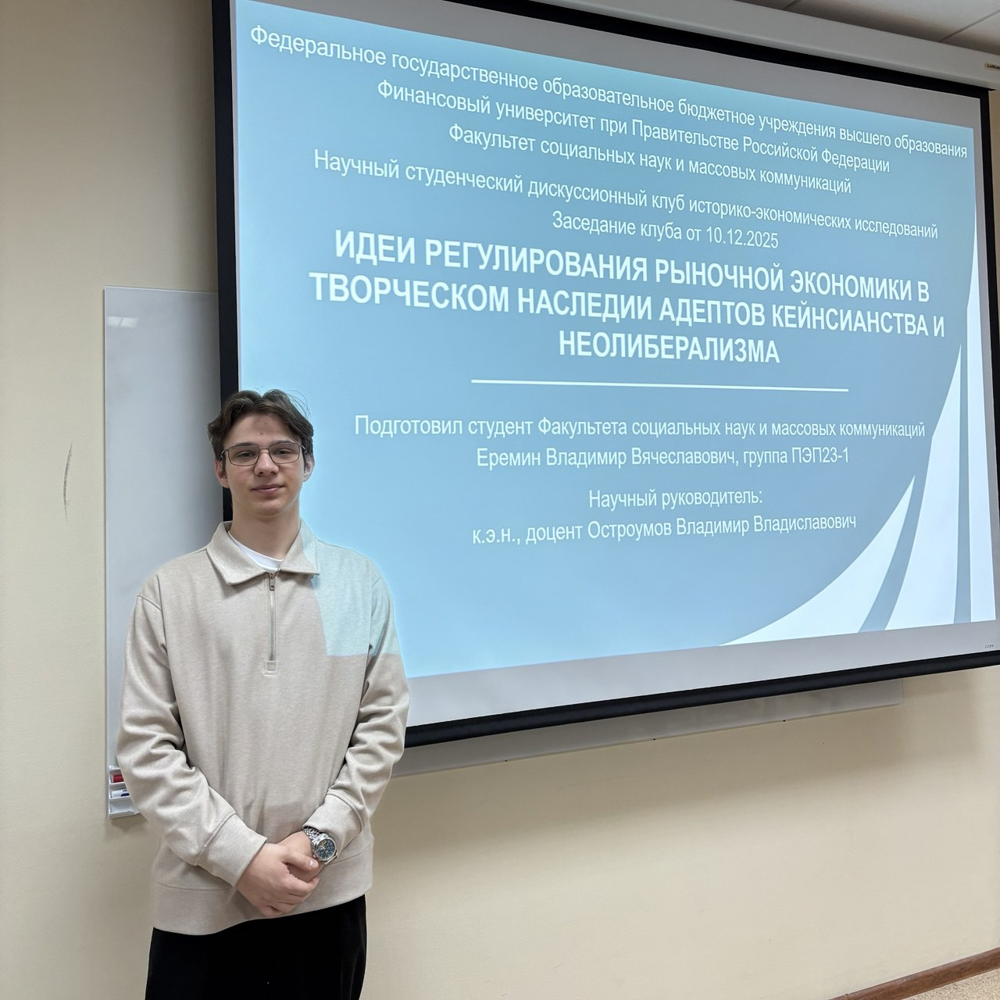 Федеральное государственное образовательное бюджетное учреждения высшего образования
Финансовый университет при Правительстве Российской Федерации
Факультет социальных наук и массовых коммуникаций
Научный студенческий дискуссионный клуб историко-экономических исследований
Заседание клуба от 10.12.2025
ИДЕИ РЕГУЛИРОВАНИЯ РЫНОЧНОЙ ЭКОНОМИКИ В
ТВОРЧЕСКОМ НАСЛЕДИИ АДЕПТОВ КЕЙНСИАНСТВА И
НЕОЛИБЕРАЛИЗМА
Подготовил студент Факультета социальных наук и массовых коммуникаций
Еремин Владимир Вячеславович, группа ПЭП23-1
Научный руководитель:
к.э.н., доцент Остроумов Владимир Владиславович